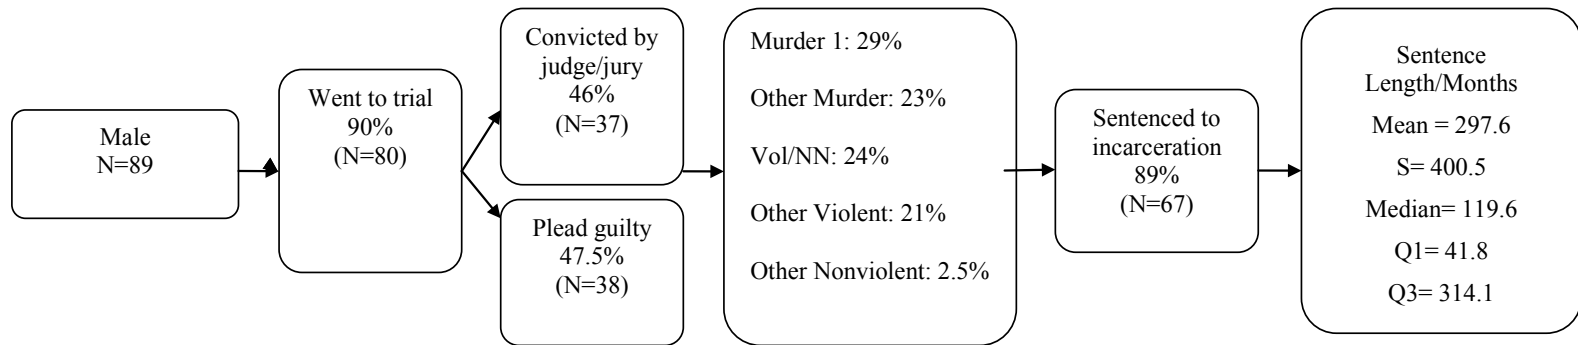 Male
N=89
Went to trial
90%
(N=80)
Convicted by
judge/jury
46%
(N=37)
Plead guilty
47.5%
(N=38)
Murder 1: 29%
Other Murder: 23%
Vol/NN: 24%
Other Violent: 21%
Other Nonviolent: 2.5%
Sentenced to
incarceration
89%
(N=67)
Sentence
Length/Months
Mean = 297.6
S= 400.5
Median= 119.6
Q1= 41.8
Q3= 314.1